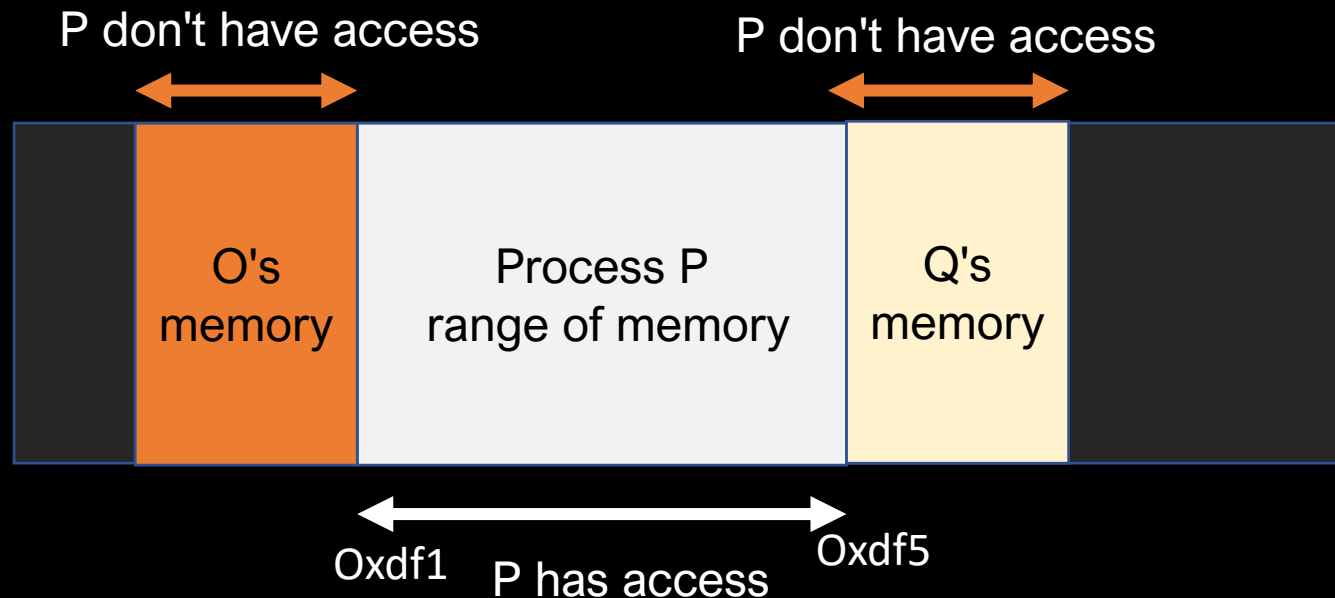 P don't have access
P don't have access
O's
memory
Process P
range of memory
Q's
memory
Oxdf1
Oxdf5
P has access